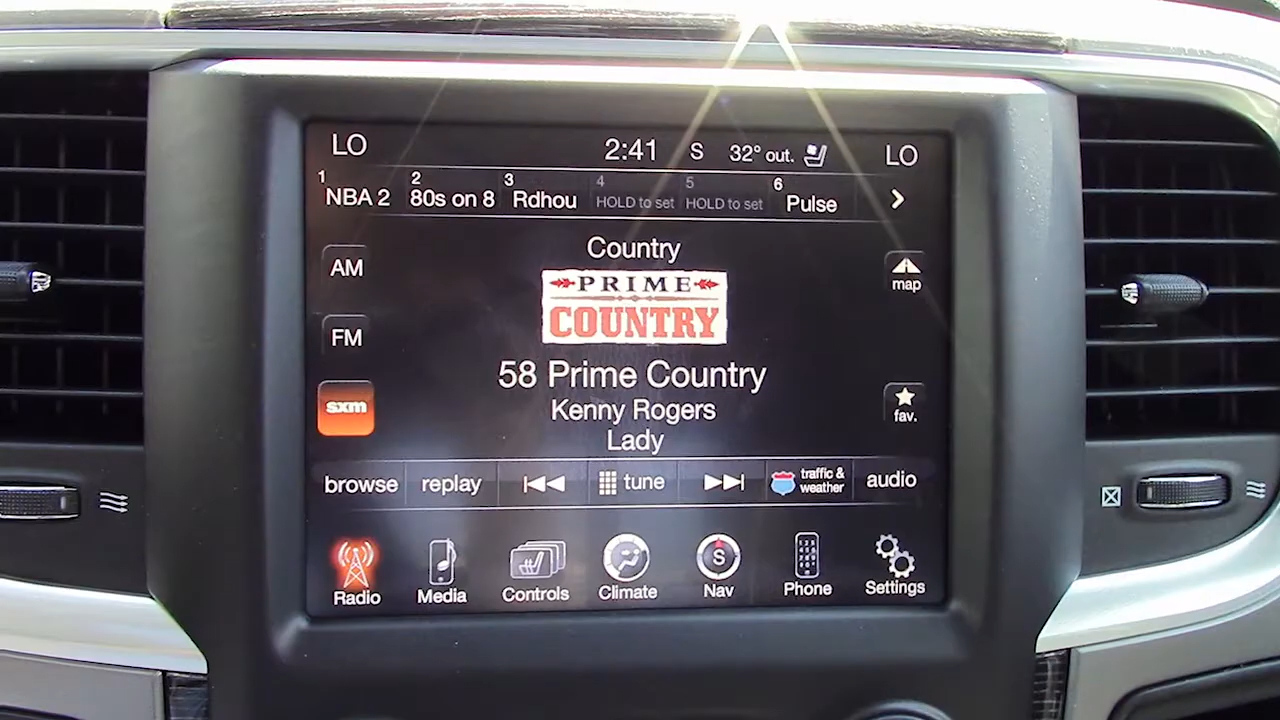 LO 2:41 S 32° out. LO
1 NBA 2 2 80s on 8 3 Rdhou 4 HOLD to set 5 HOLD to set 6 Pulse
Country
AM
map
PRIME
COUNTRY
FM
58 Prime Country
sxm
Kenny Rogers
fav.
Lady
browse replay tune traffic & weather audio
S
Radio Media Controls Climate Nav Phone Settings